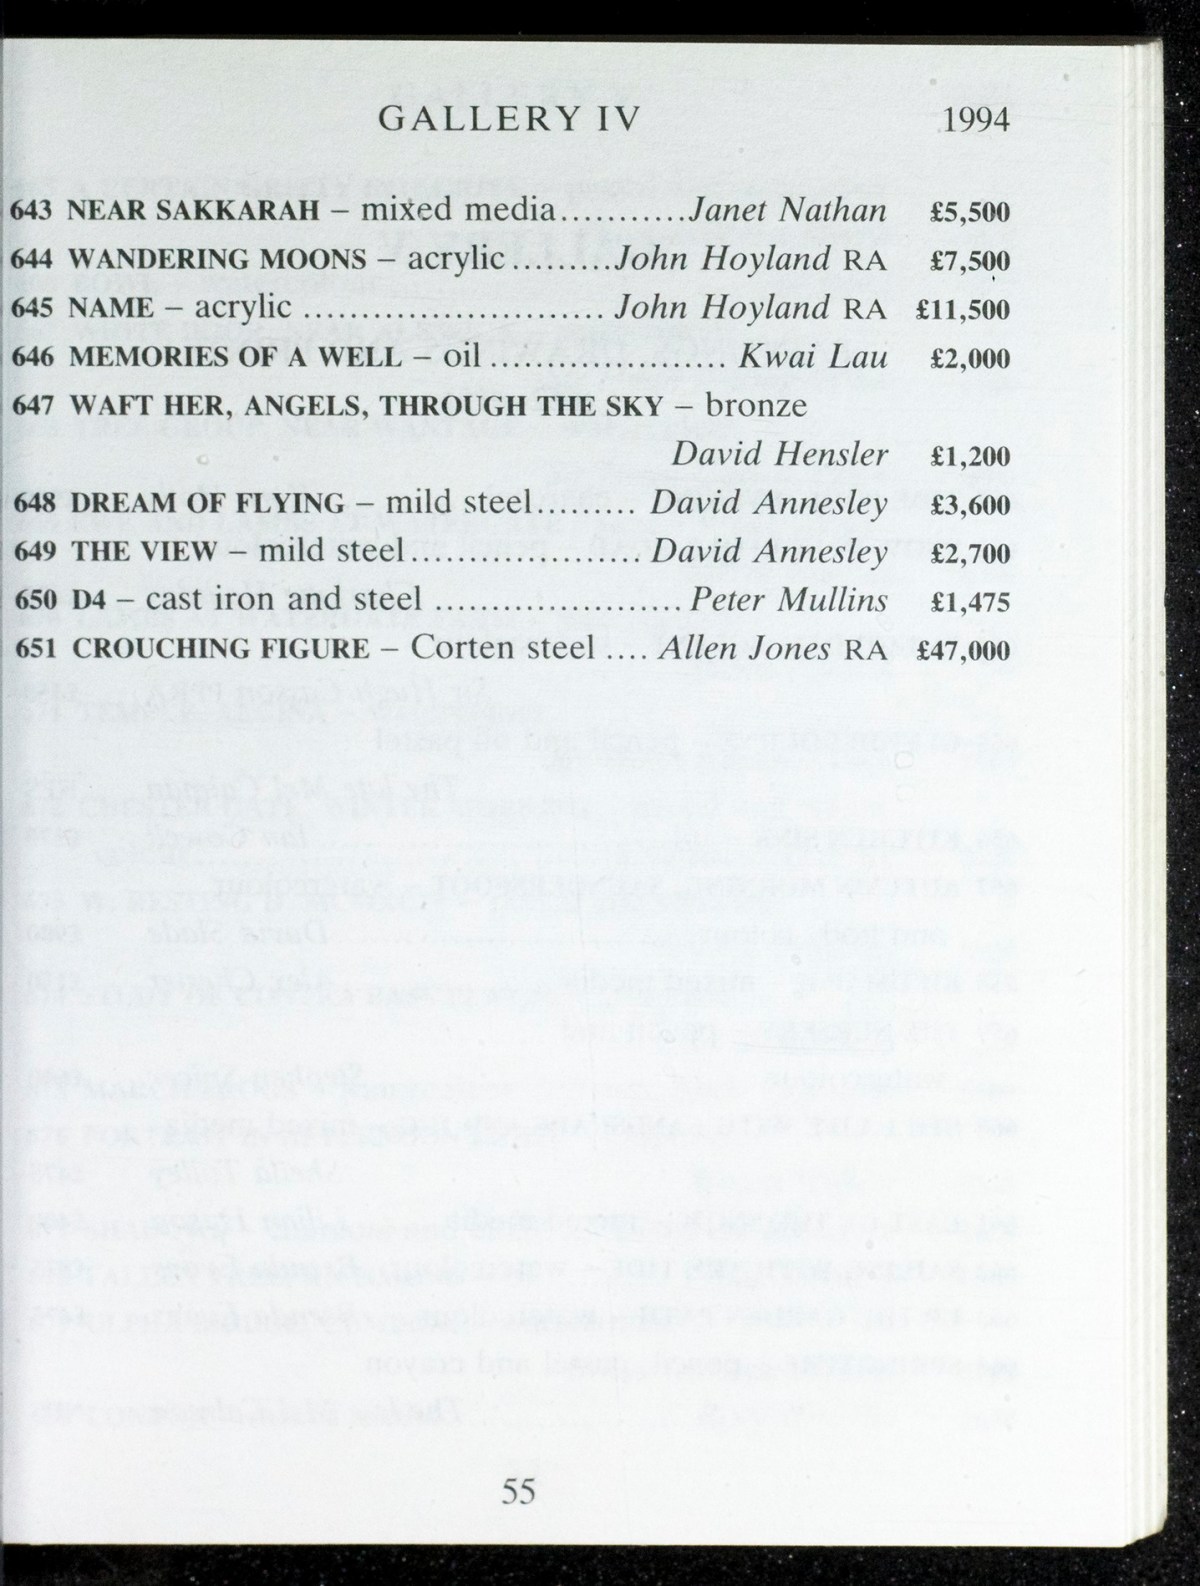 GALLERY IV 1994
643 NEAR SAKKARAH – mixed media...........Janet Nathan £5,500
644 WANDERING MOONS – acrylic.........John Hoyland RA £7,500
645 NAME – acrylic ........................... John Hoyland RA £11,500
646 MEMORIES OF A WELL – oil ..................... Kwai Lau £2,000
647 WAFT HER, ANGELS, THROUGH THE SKY – bronze
David Hensler £1,200
648 DREAM OF FLYING – mild steel......... David Annesley £3,600
649 THE VIEW – mild steel..................... David Annesley £2,700
650 D4 – cast iron and steel ...................... Peter Mullins £1,475
651 CROUCHING FIGURE – Corten steel .... Allen Jones RA £47,000
55